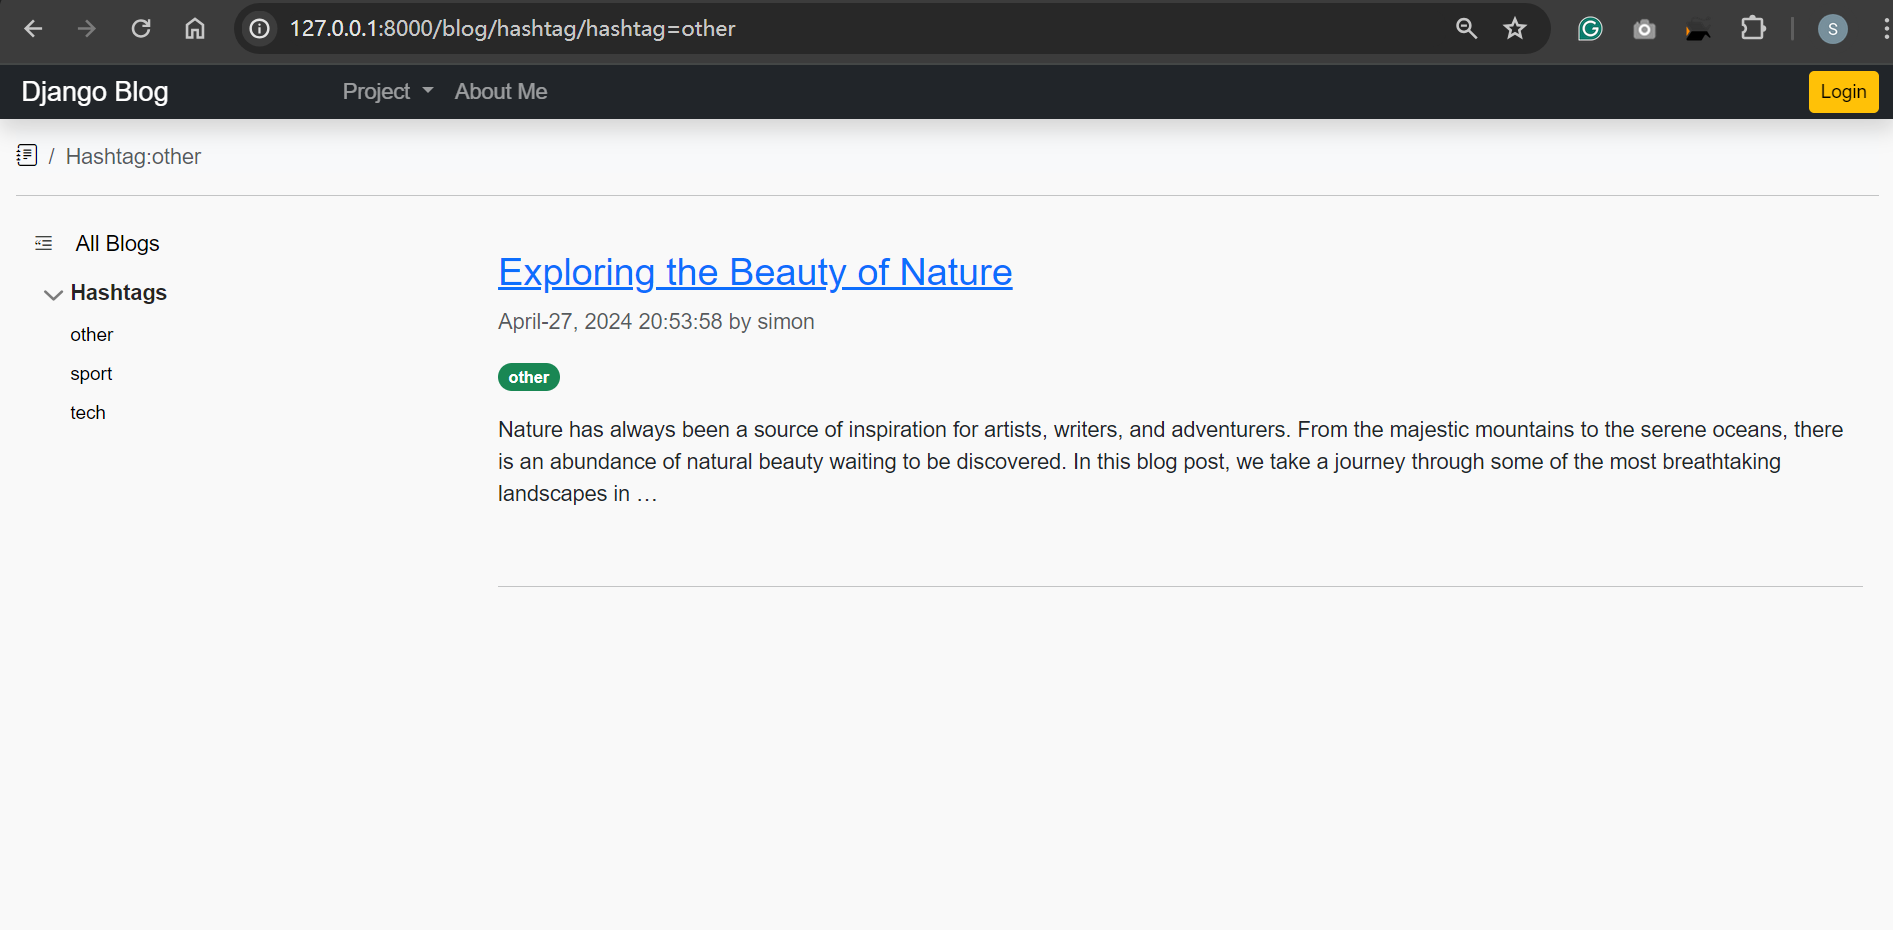 127.0.0.1:8000/blog/hashtag/hashtag=other
S
Django Blog
Project
About Me
Login
/ Hashtag:other
All Blogs
Hashtags
other
sport
tech
Exploring the Beauty of Nature
April-27, 2024 20:53:58 by simon
other
Nature has always been a source of inspiration for artists, writers, and adventurers. From the majestic mountains to the serene oceans, there
is an abundance of natural beauty waiting to be discovered. In this blog post, we take a journey through some of the most breathtaking
landscapes in …